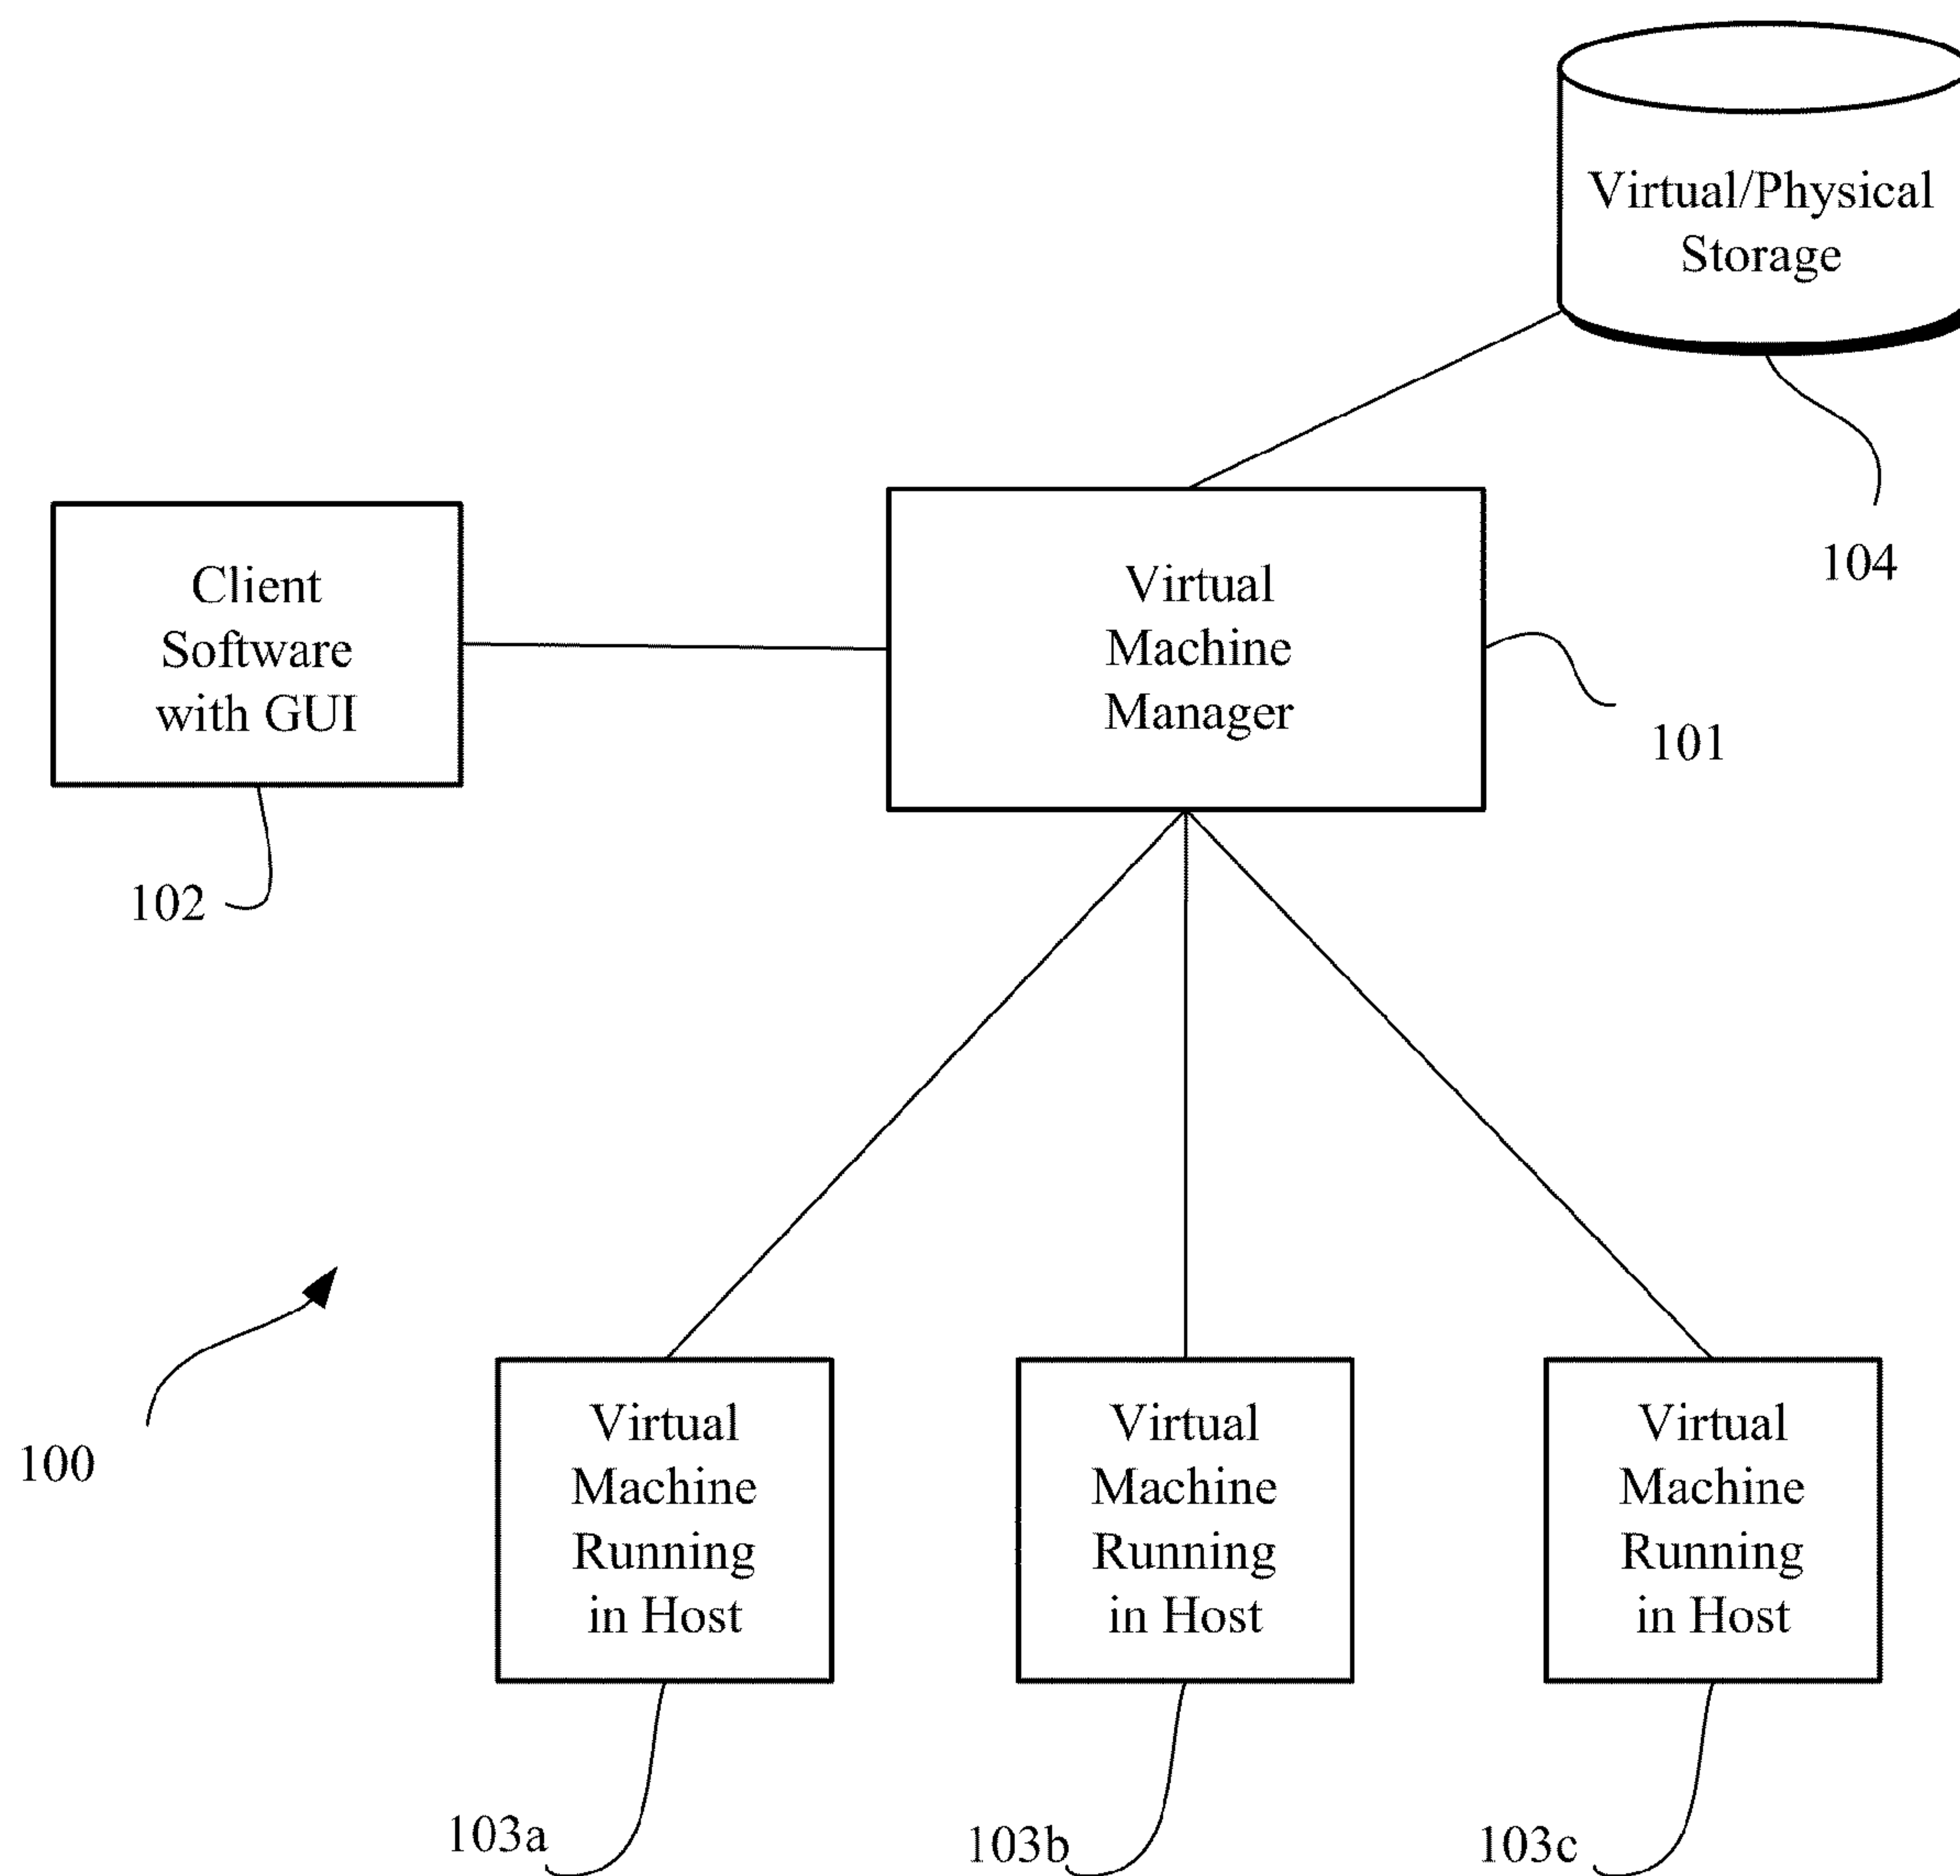 Virtual/Physical
Storage
104
Client
Software
with GUI
102
Virtual
Machine
Manager
101
100
Virtual
Machine
Running
in Host
103a
Virtual
Machine
Running
in Host
103b
Virtual
Machine
Running
in Host
103c